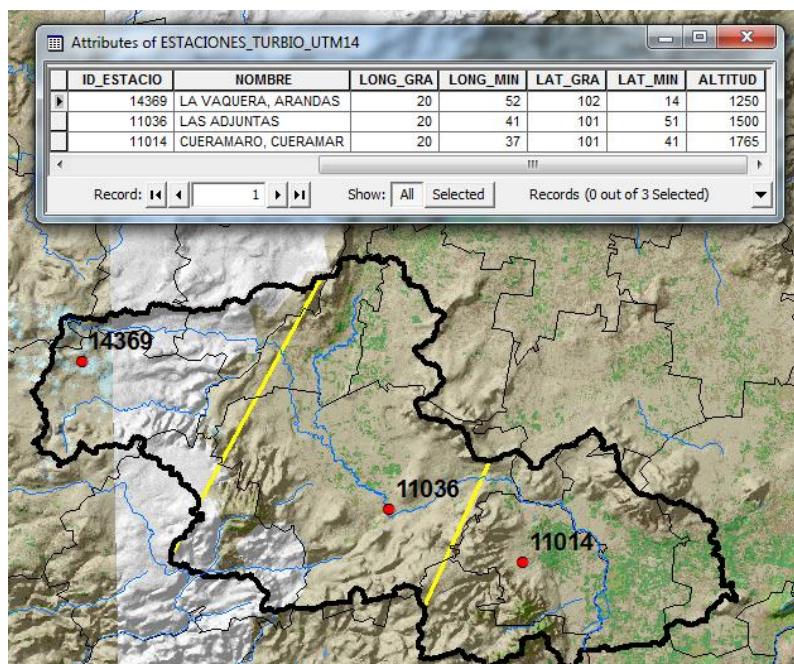 Attributes of ESTACIONES_TURBIO_UTM14
ID_ESTACIO NOMBRE LONG_GRA LONG_MIN LAT_GRA LAT_MIN ALTITUD
14369 LA VAQUERA, ARANDAS 20 52 102 14 1250
11036 LAS ADJUNTAS 20 41 101 51 1500
11014 CUERAMARO, CUERAMAR 20 37 101 41 1765
Record: 1 Show: All Selected Records (0 out of 3 Selected)
14369
11036
11014